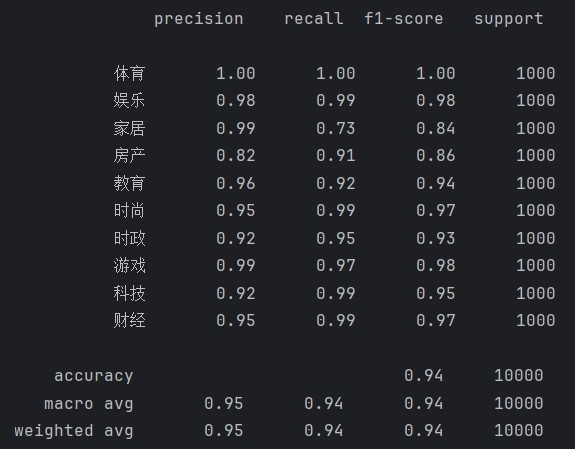 precision recall f1-score support
体育 1.00 1.00 1.00 1000
娱乐 0.98 0.99 0.98 1000
家居 0.99 0.73 0.84 1000
房产 0.82 0.91 0.86 1000
教育 0.96 0.92 0.94 1000
时尚 0.95 0.99 0.97 1000
时政 0.92 0.95 0.93 1000
游戏 0.99 0.97 0.98 1000
科技 0.92 0.99 0.95 1000
财经 0.95 0.99 0.97 1000
accuracy 0.94 10000
macro avg 0.95 0.94 0.94 10000
weighted avg 0.95 0.94 0.94 10000